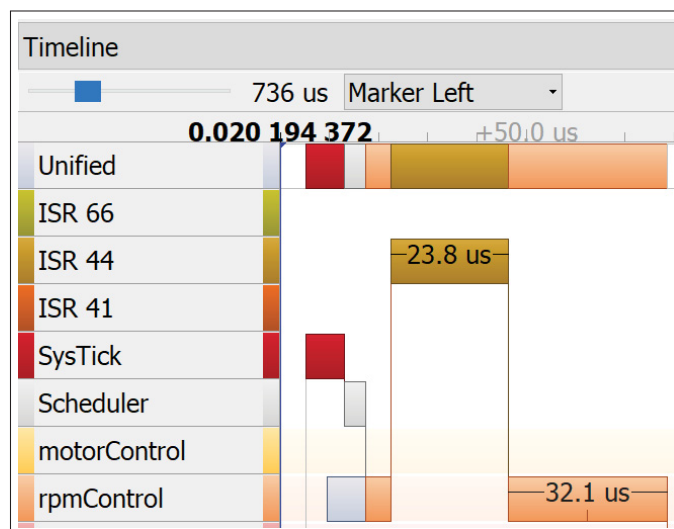 Timeline
736 us Marker Left
0.020 194 372 +50.0 us
Unified
ISR 66
ISR 44 23.8 us
ISR 41
SysTick
Scheduler
motorControl
rpmControl 32.1 us